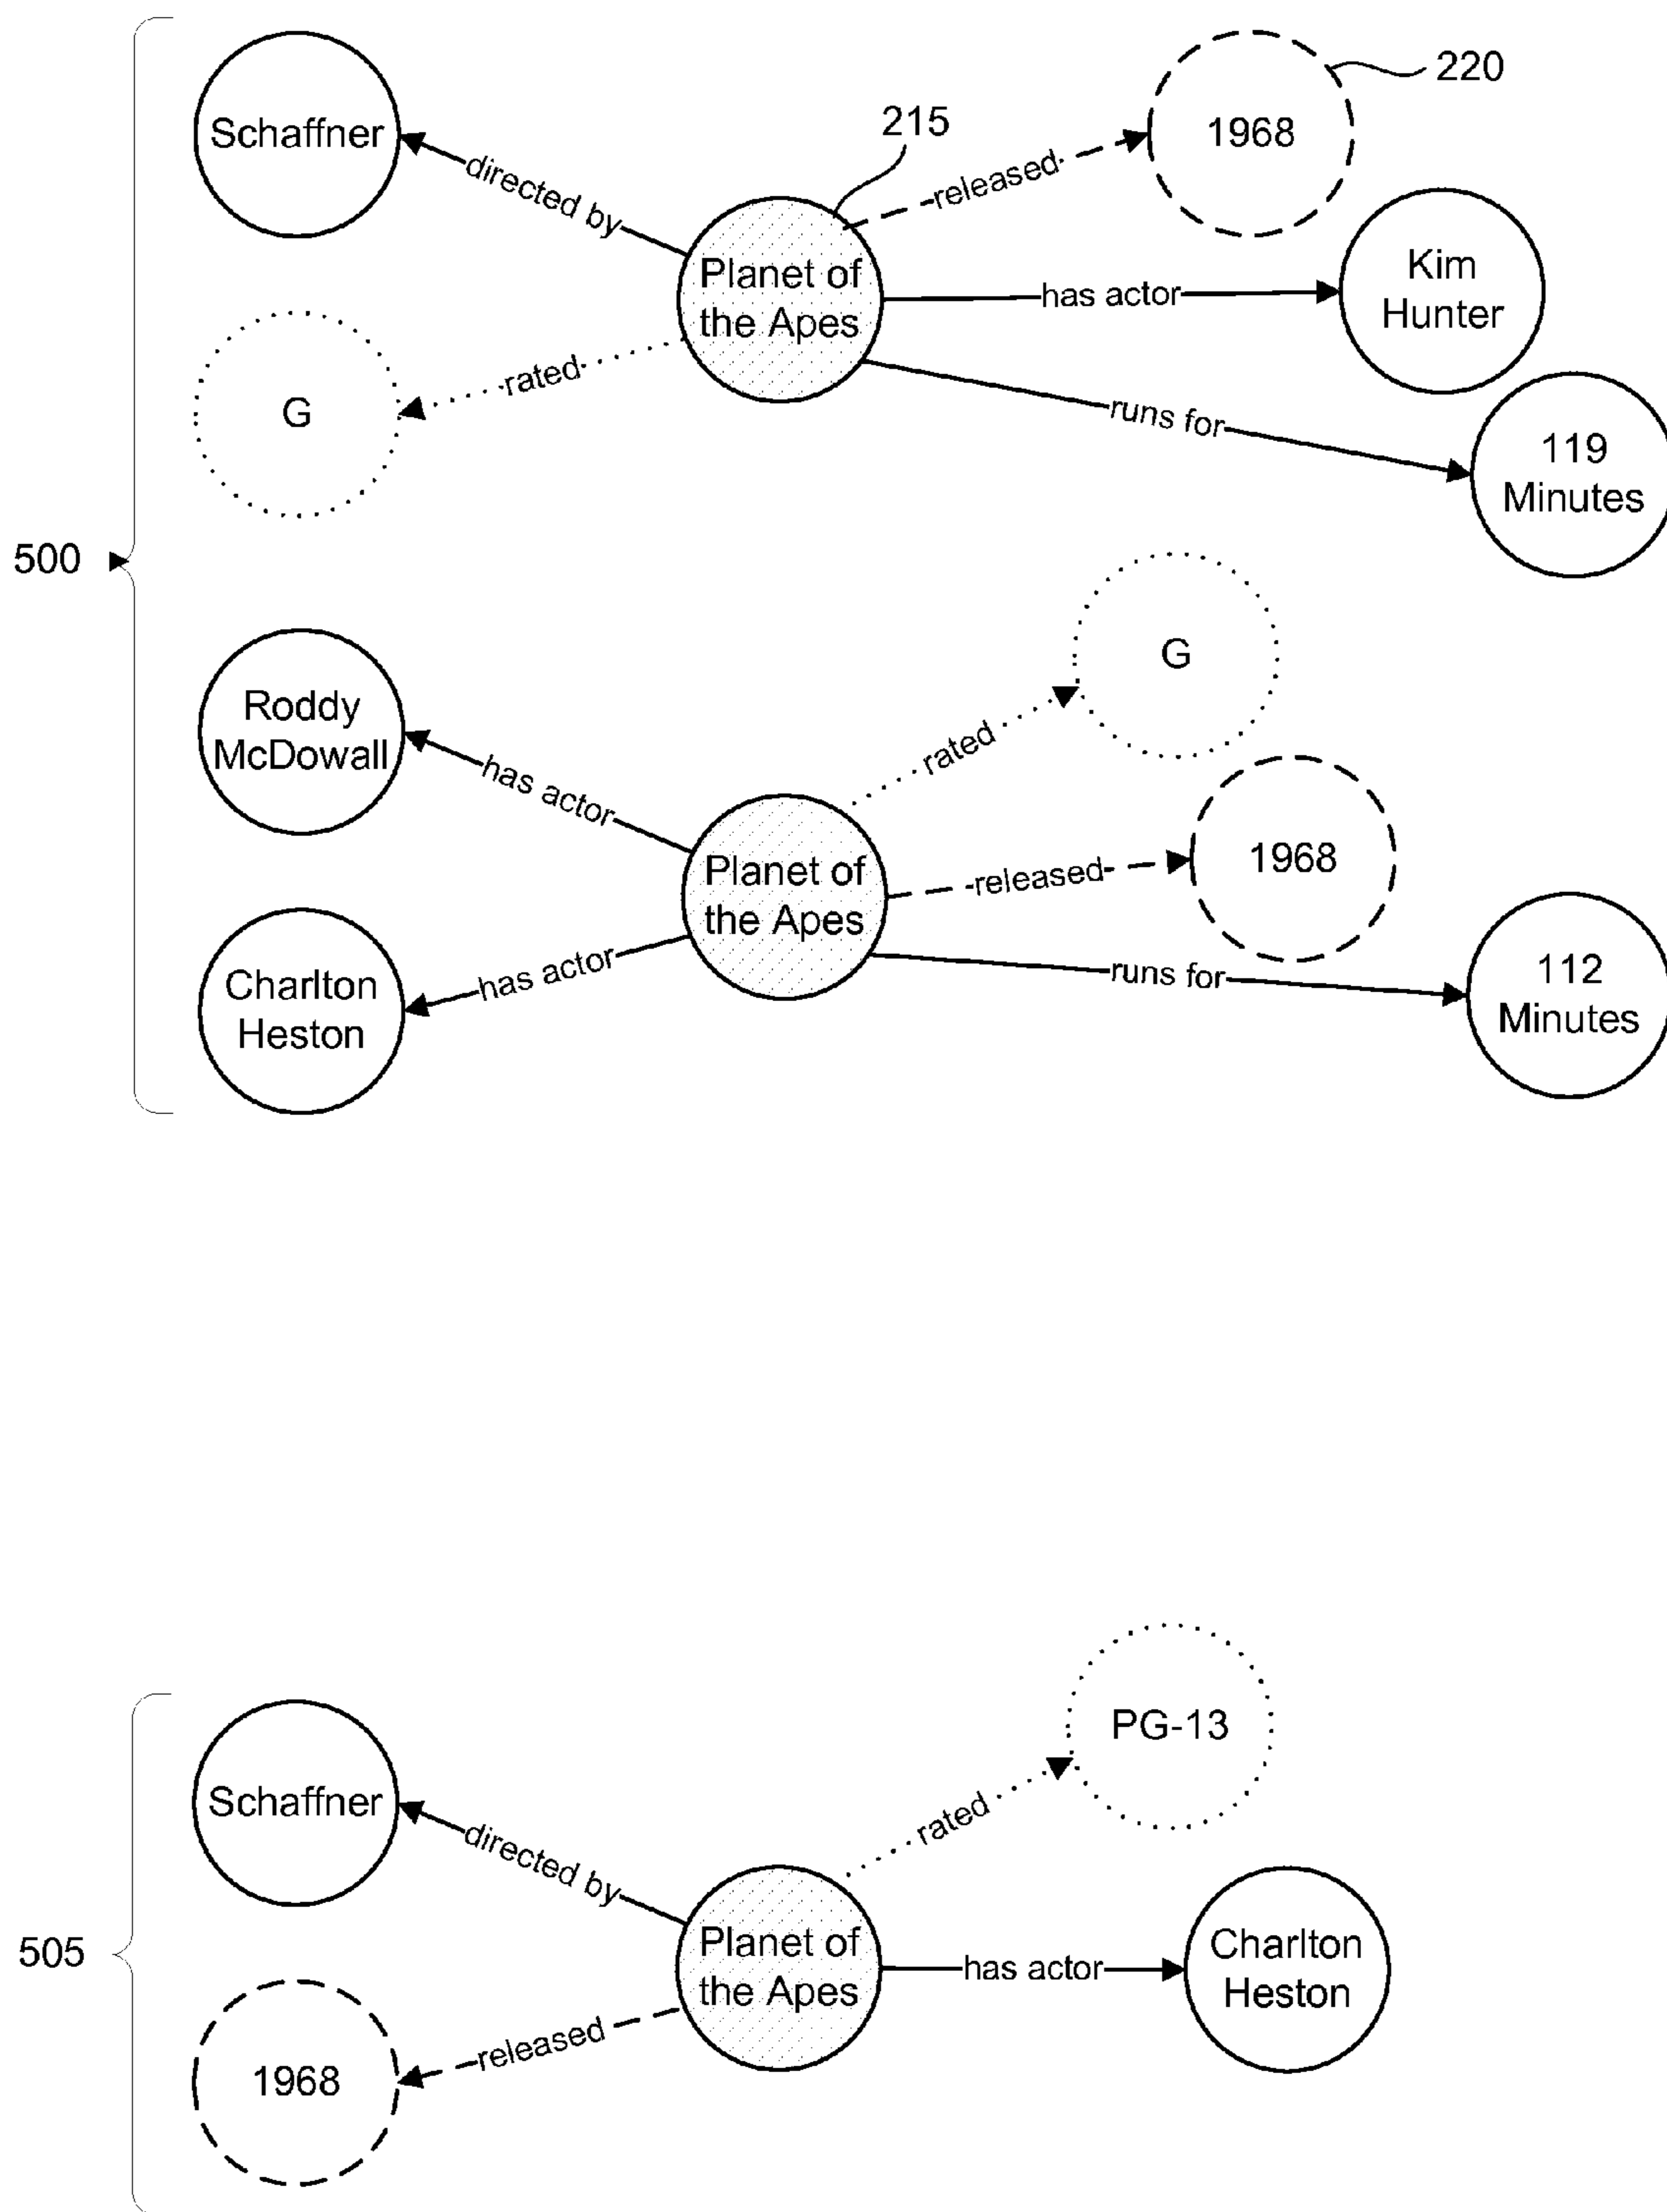 220
Schaffner
1968
215
directed by
released
Planet of
the Apes
has actor
Kim
Hunter
G
rated
runs for
119
Minutes
500
G
Roddy
McDowall
has actor
rated
1968
Planet of
the Apes
released
Charlton
Heston
has actor
runs for
112
Minutes
PG-13
Schaffner
rated
directed by
505
Planet of
the Apes
has actor
Charlton
Heston
1968
released